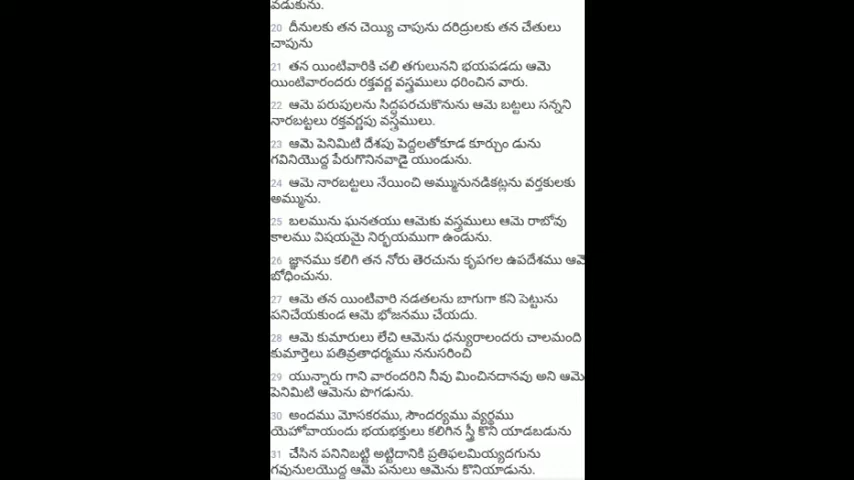 వడుకును.
20 దీనులకు తన చెయ్యి చాపును దరిద్రులకు తన చేతులు
చాపును
21 తన యింటివారికి చలి తగులునని భయపడదు ఆమె
యింటివారందరు రక్తవర్ణ వస్త్రములు ధరించిన వారు.
22 ఆమె పరుపులను సిద్ధపరచుకొనును ఆమె బట్టలు సన్నని
నారబట్టలు రక్తవర్ణపు వస్త్రములు.
23 ఆమె పెనిమిటి దేశపు పెద్దలతోకూడ కూర్చుం డును
గవినియొద్ద పేరుగొనినవాడై యుండును.
24 ఆమె నారబట్టలు నేయించి అమ్మునునడికట్లను వర్తకులకు
అమ్మును.
25 బలమును ఘనతయు ఆమెకు వస్త్రములు ఆమె రాబోవు
కాలము విషయమై నిర్భయముగా ఉండును.
26 జ్ఞానము కలిగి తన నోరు తెరచును కృపగల ఉపదేశము ఆమె
బోధించును.
27 ఆమె తన యింటివారి నడతలను బాగుగా కని పెట్టును
పనిచేయకుండ ఆమె భోజనము చేయదు.
28 ఆమె కుమారులు లేచి ఆమెను ధన్యురాలందరు చాలమంది
కుమార్తెలు పతివ్రతాధర్మము ననుసరించి
29 యున్నారు గాని వారందరిని నీవు మించినదానవు అని ఆమె
పెనిమిటి ఆమెను పొగడును.
30 అందము మోసకరము, సౌందర్యము వ్యర్థము
యెహోవాయందు భయభక్తులు కలిగిన స్త్రీ కొని యాడబడును
31 చేసిన పనినిబట్టి అట్టిదానికి ప్రతిఫలమియ్యదగును
గవునులయొద్ద ఆమె పనులు ఆమెను కొనియాడును.